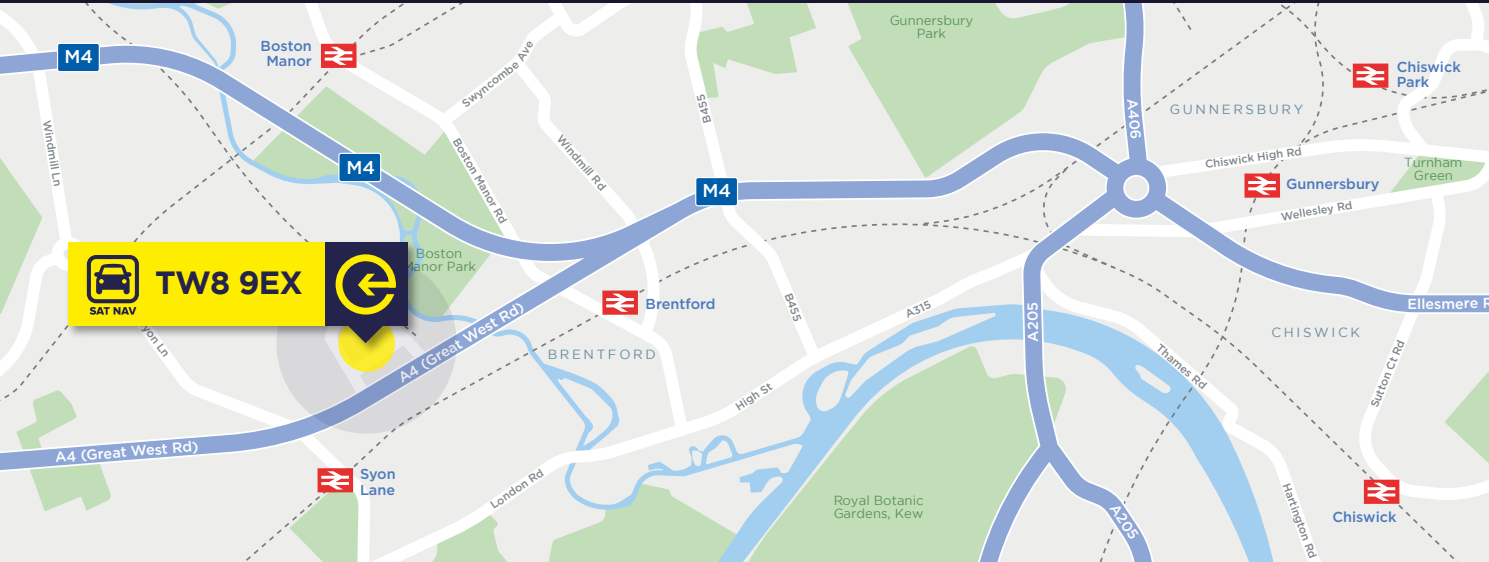 Gunnersbury
Park
Boston
Manor
M4
Swyncombe Ave
Chiswick
Park
B455
A406
GUNNERSBURY
Windmill Ln
Boston Manor Rd
Windmill Rd
M4
Chiswick High Rd
Turnham
Green
M4
Gunnersbury
Wellesley Rd
Boston
Manor Park
SAT NAV
TW8 9EX
Brentford
B455
A315
A205
Ellesmere R
CHISWICK
yon Ln
A4 (Great West Rd)
BRENTFORD
Thames Rd
Sutton Ct Rd
High St
A4 (Great West Rd)
Syon
Lane
London Rd
Royal Botanic
Gardens, Kew
A205
Hartington Rd
Chiswick